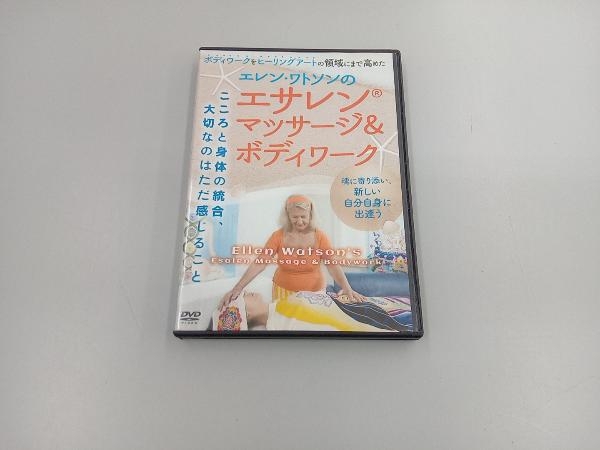 ボディワークをヒーリングアートの領域にまで高めた
エレン・ワトソンの
エサレン®
マッサージ&
ボディワーク
こころと身体の統合、
大切なのはただ感じること
魂に寄り添い、
新しい
自分自身に
出逢う
Ellen Watson's
Esalen Massage & Bodywork
DVD
VIDEO